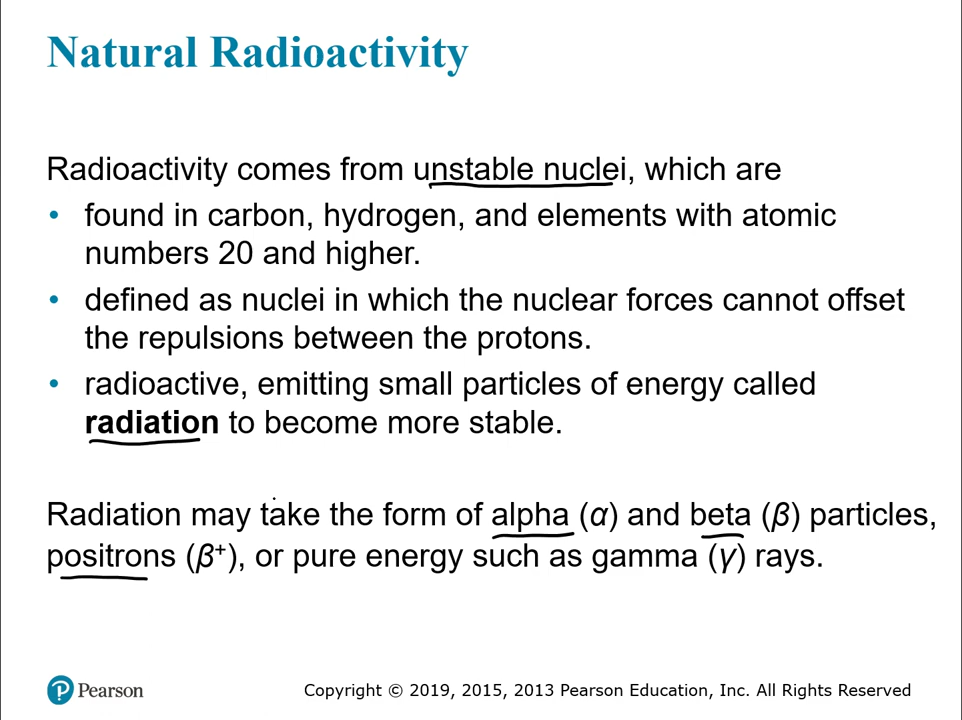 Natural Radioactivity
Radioactivity comes from unstable nuclei, which are
• found in carbon, hydrogen, and elements with atomic
numbers 20 and higher.
• defined as nuclei in which the nuclear forces cannot offset
the repulsions between the protons.
• radioactive, emitting small particles of energy called
radiation to become more stable.
Radiation may take the form of alpha (α) and beta (β) particles,
positrons (β⁺), or pure energy such as gamma (γ) rays.
Pearson
Copyright © 2019, 2015, 2013 Pearson Education, Inc. All Rights Reserved